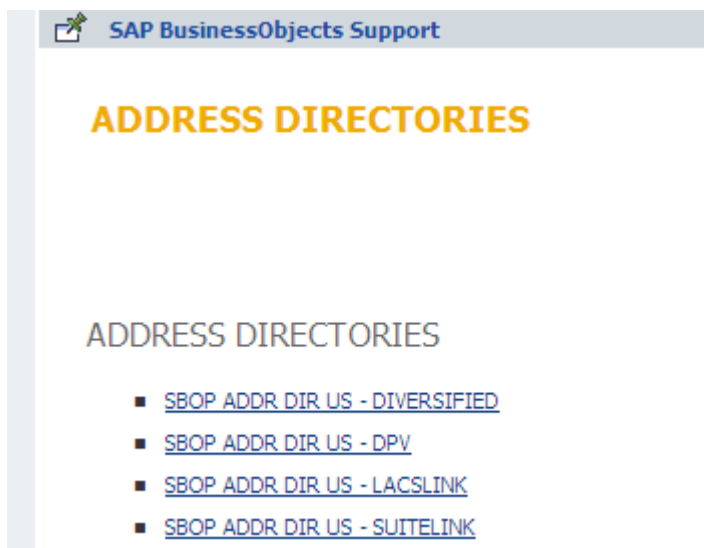 SAP BusinessObjects Support
ADDRESS DIRECTORIES
ADDRESS DIRECTORIES
SBOP ADDR DIR US - DIVERSIFIED
SBOP ADDR DIR US - DPV
SBOP ADDR DIR US - LACSLINK
SBOP ADDR DIR US - SUITELINK